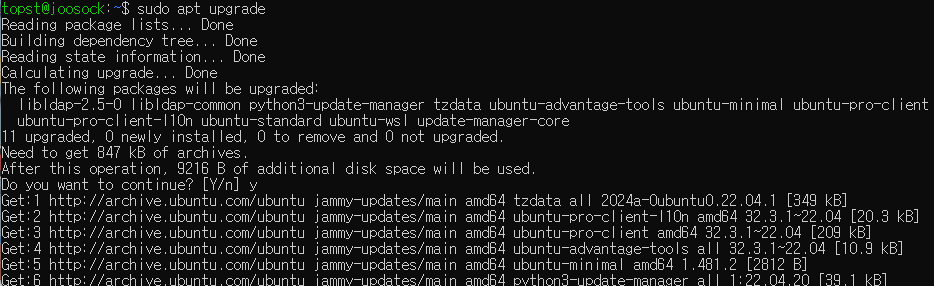 topst@joosock:~$ sudo apt upgrade
Reading package lists... Done
Building dependency tree... Done
Reading state information... Done
Calculating upgrade... Done
The following packages will be upgraded:
  libldap-2.5-0 libldap-common python3-update-manager tzdata ubuntu-advantage-tools ubuntu-minimal ubuntu-pro-client
  ubuntu-pro-client-l10n ubuntu-standard ubuntu-wsl update-manager-core
11 upgraded, 0 newly installed, 0 to remove and 0 not upgraded.
Need to get 847 kB of archives.
After this operation, 9216 B of additional disk space will be used.
Do you want to continue? [Y/n] y
Get:1 http://archive.ubuntu.com/ubuntu jammy-updates/main amd64 tzdata all 2024a-0ubuntu0.22.04.1 [349 kB]
Get:2 http://archive.ubuntu.com/ubuntu jammy-updates/main amd64 ubuntu-pro-client-l10n amd64 32.3.1~22.04 [20.3 kB]
Get:3 http://archive.ubuntu.com/ubuntu jammy-updates/main amd64 ubuntu-pro-client amd64 32.3.1~22.04 [209 kB]
Get:4 http://archive.ubuntu.com/ubuntu jammy-updates/main amd64 ubuntu-advantage-tools all 32.3.1~22.04 [10.9 kB]
Get:5 http://archive.ubuntu.com/ubuntu jammy-updates/main amd64 ubuntu-minimal amd64 1.481.2 [2812 B]
Get:6 http://archive.ubuntu.com/ubuntu jammy-updates/main amd64 python3-update-manager all 1:22.04.20 [39.1 kB]